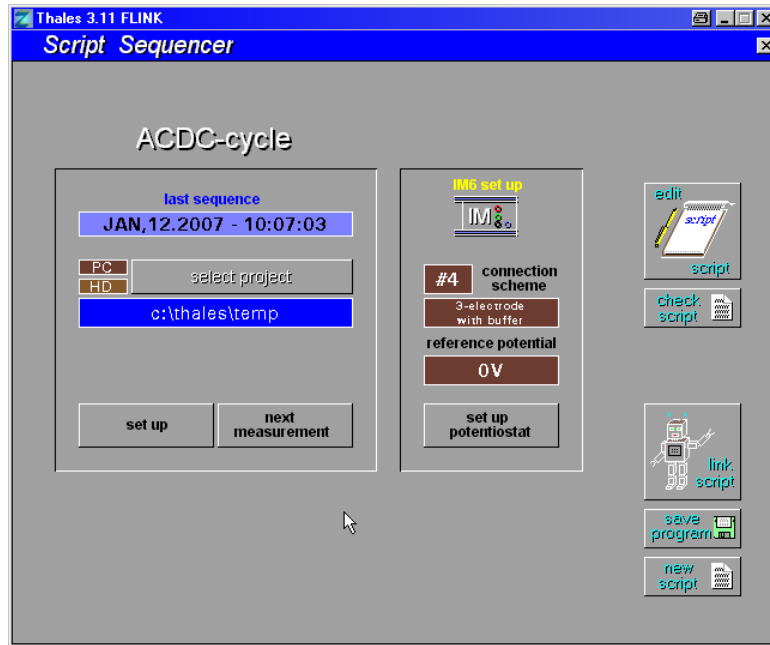 Thales 3.11 FLINK
Script Sequencer
ACDC-cycle
last sequence
JAN,12.2007 - 10:07:03
PC
HD
select project
c:\thales\temp
set up
next
measurement
IM6 set up
IM
#4
connection
scheme
3-electrode
with buffer
reference potential
0V
set up
potentiostat
edit
script
script
check
script
link
script
save
program
new
script